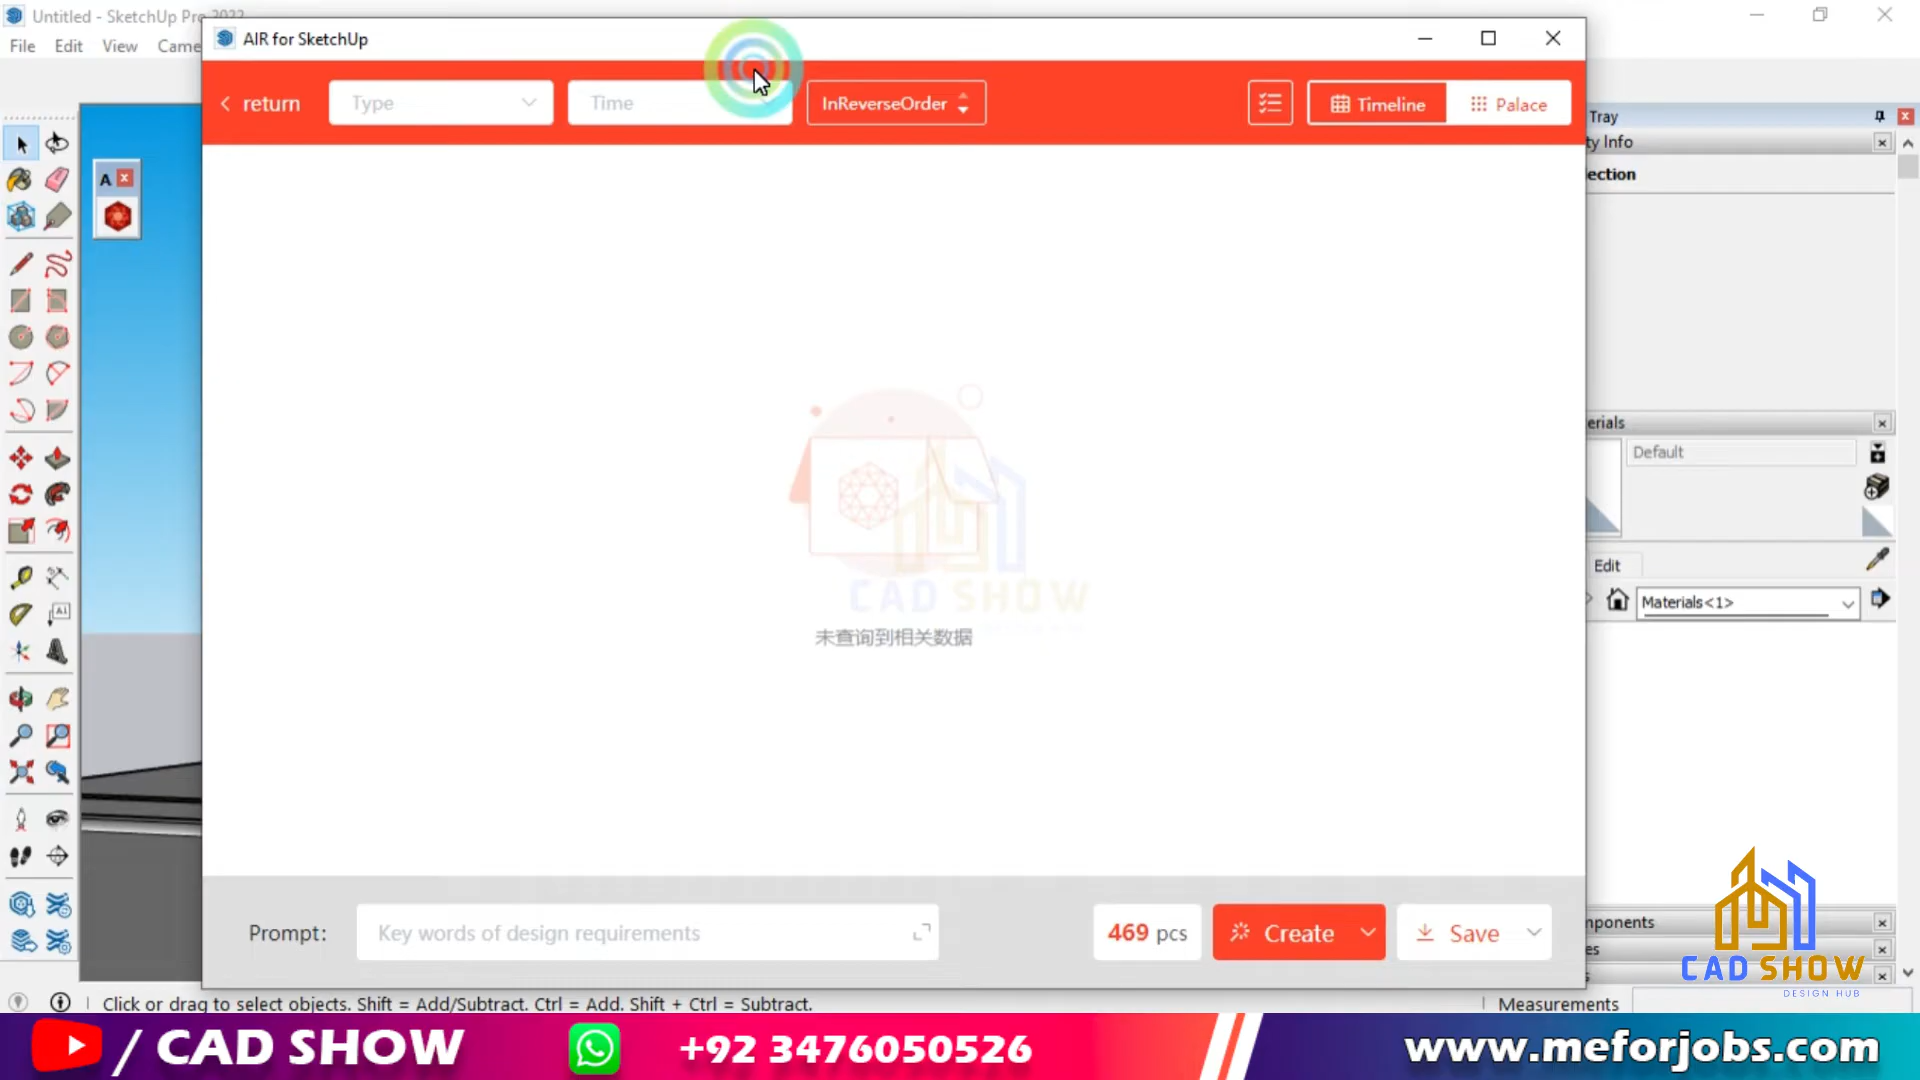 Untitled - SketchUp Pro 2022
File Edit View Came
AIR for SketchUp
return
Type
Time
InReverseOrder
Timeline
Palace
Tray
ty Info
ection
A
CAD SHOW
未查询到相关数据
erials
Default
Edit
Materials<1>
mponents
es
s
Prompt:
Key words of design requirements
469 pcs
Create
Save
CAD SHOW
DESIGN HUB
Click or drag to select objects. Shift = Add/Subtract. Ctrl = Add. Shift + Ctrl = Subtract.
Measurements
/ CAD SHOW
+92 3476050526
www.meforjobs.com